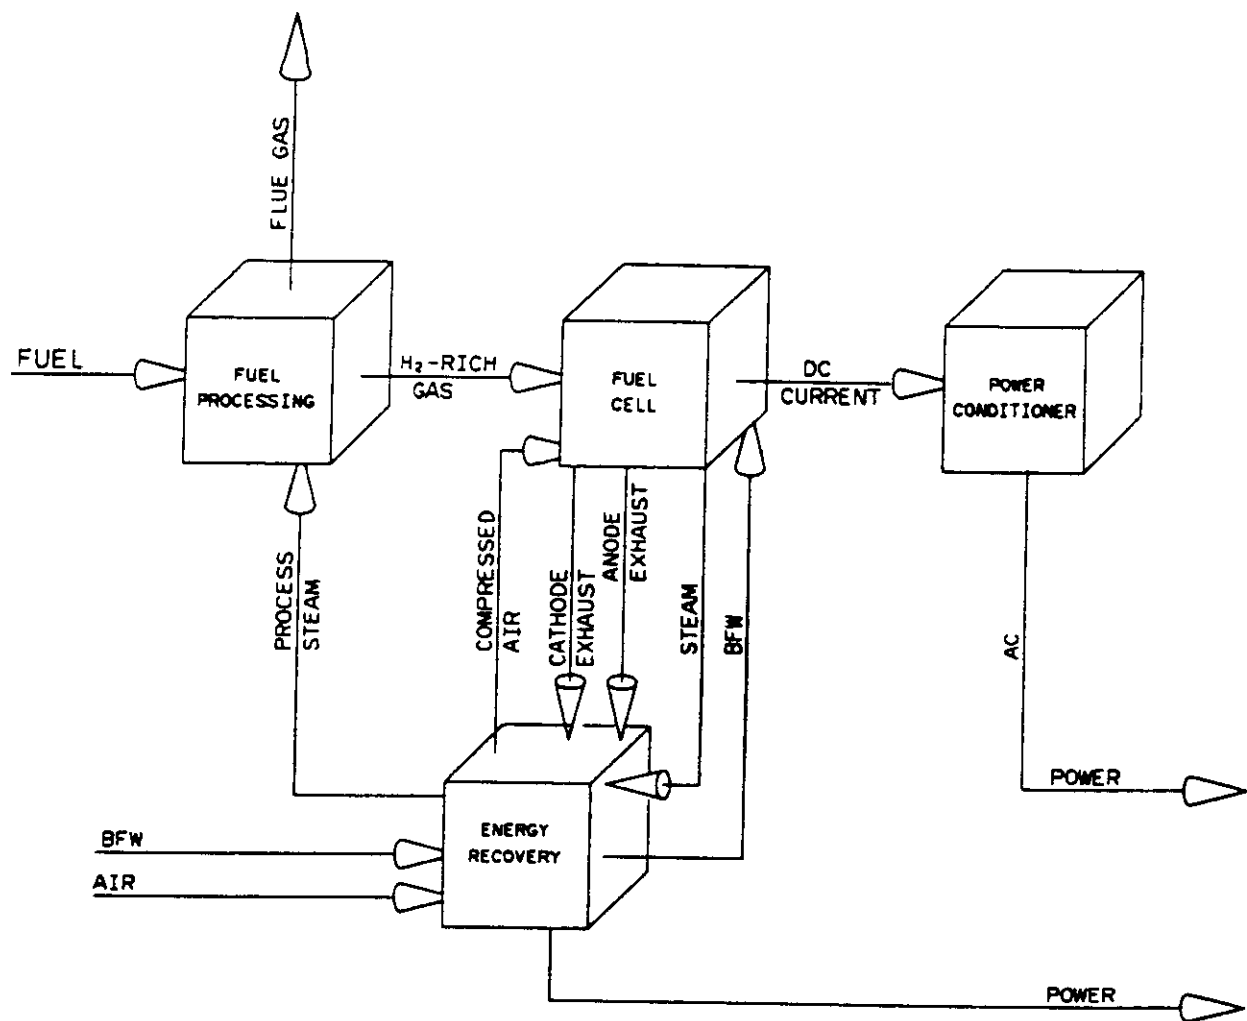 FLUE GAS
FUEL
FUEL
PROCESSING
H₂-RICH
GAS
FUEL
CELL
DC
CURRENT
POWER
CONDITIONER
PROCESS
STEAM
COMPRESSED
AIR
CATHODE
EXHAUST
ANODE
EXHAUST
STEAM
BFW
AC
POWER
ENERGY
RECOVERY
BFW
AIR
POWER